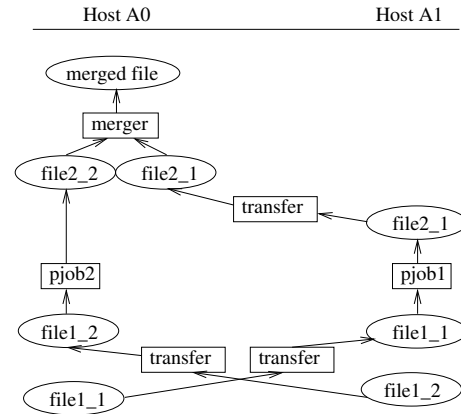 Host A0 Host A1
merged file
merger
file2_2 file2_1
transfer
file2_1
pjob2 pjob1
file1_2 file1_1
transfer transfer
file1_1 file1_2